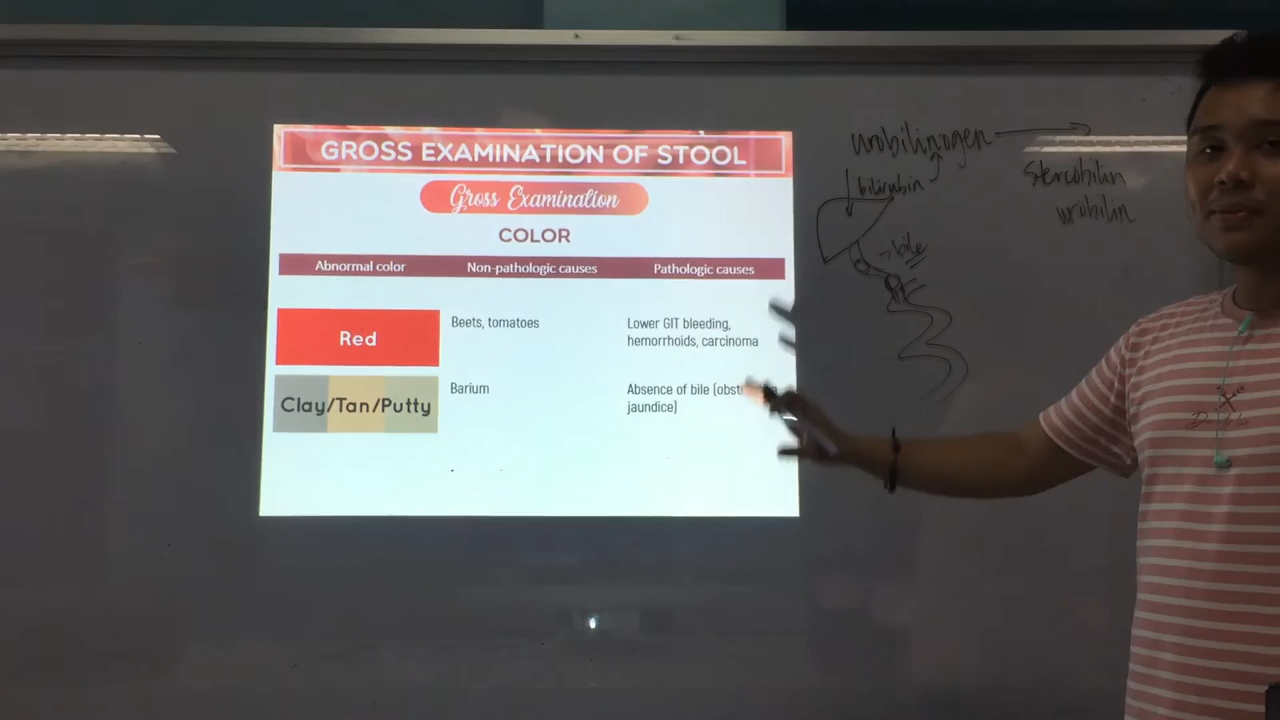 GROSS EXAMINATION OF STOOL
Gross Examination
COLOR
Abnormal color Non-pathologic causes Pathologic causes
Red
Beets, tomatoes
Lower GIT bleeding,
hemorrhoids, carcinoma
Clay/Tan/Putty
Barium
Absence of bile
jaundice)
urobilinogen
bilirubin
bile
stercobilin
urobilin